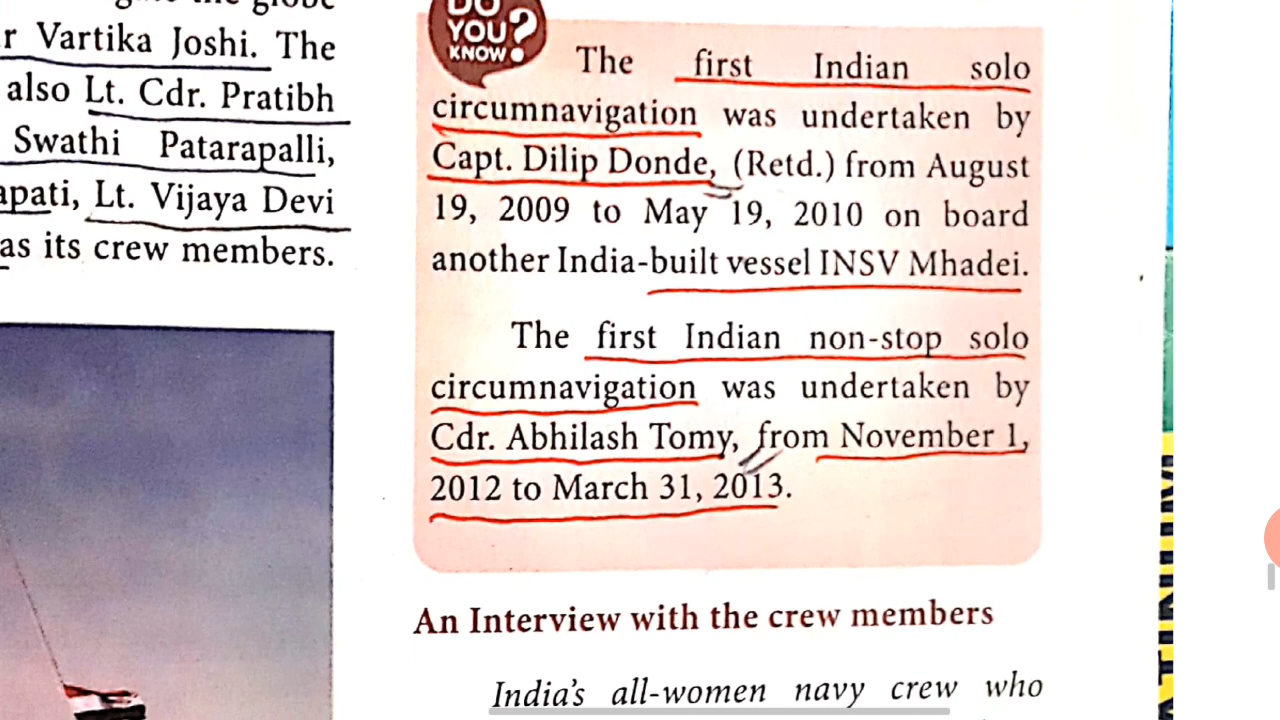 globe
r Vartika Joshi. The
also Lt. Cdr. Pratibh
Swathi Patarapalli,
apati, Lt. Vijaya Devi
as its crew members.
DO
YOU?
KNOW
The first Indian solo
circumnavigation was undertaken by
Capt. Dilip Donde, (Retd.) from August
19, 2009 to May 19, 2010 on board
another India-built vessel INSV Mhadei.
The first Indian non-stop solo
circumnavigation was undertaken by
Cdr. Abhilash Tomy, from November 1,
2012 to March 31, 2013.
An Interview with the crew members
India's all-women navy crew who